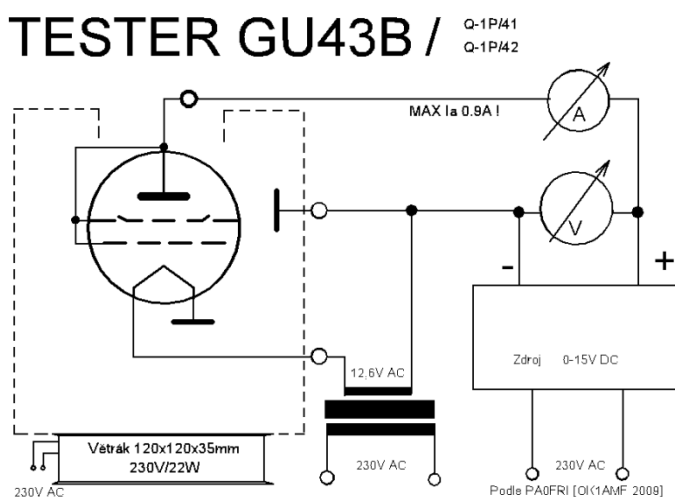 TESTER GU43B /
Q-1P/41
Q-1P/42
MAX Ia 0.9A !
A
V
-
+
12,6V AC
Zdroj 0-15V DC
Větrák 120x120x35mm
230V/22W
230V AC
230V AC
230V AC
Podle PA0FRI [OK1AMF 2009]